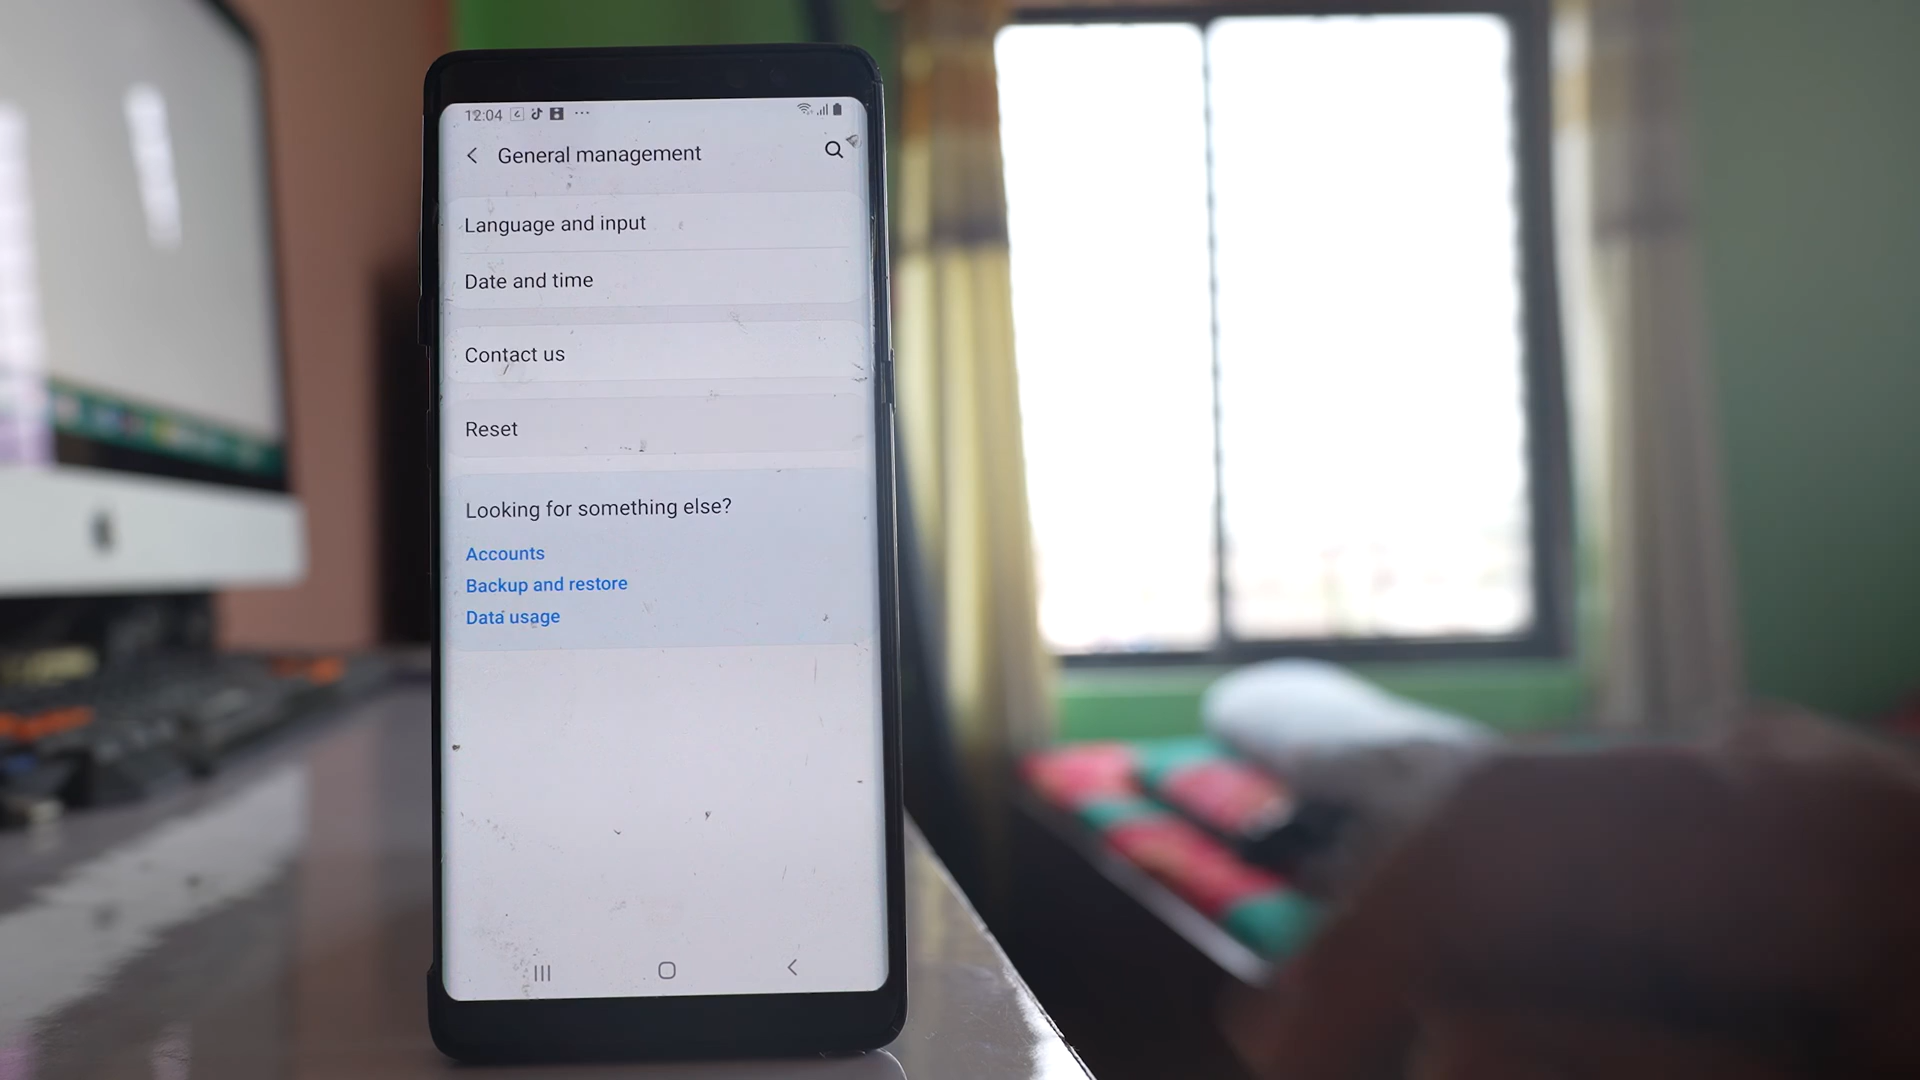 12:04
General management
Language and input
Date and time
Contact us
Reset
Looking for something else?
Accounts
Backup and restore
Data usage